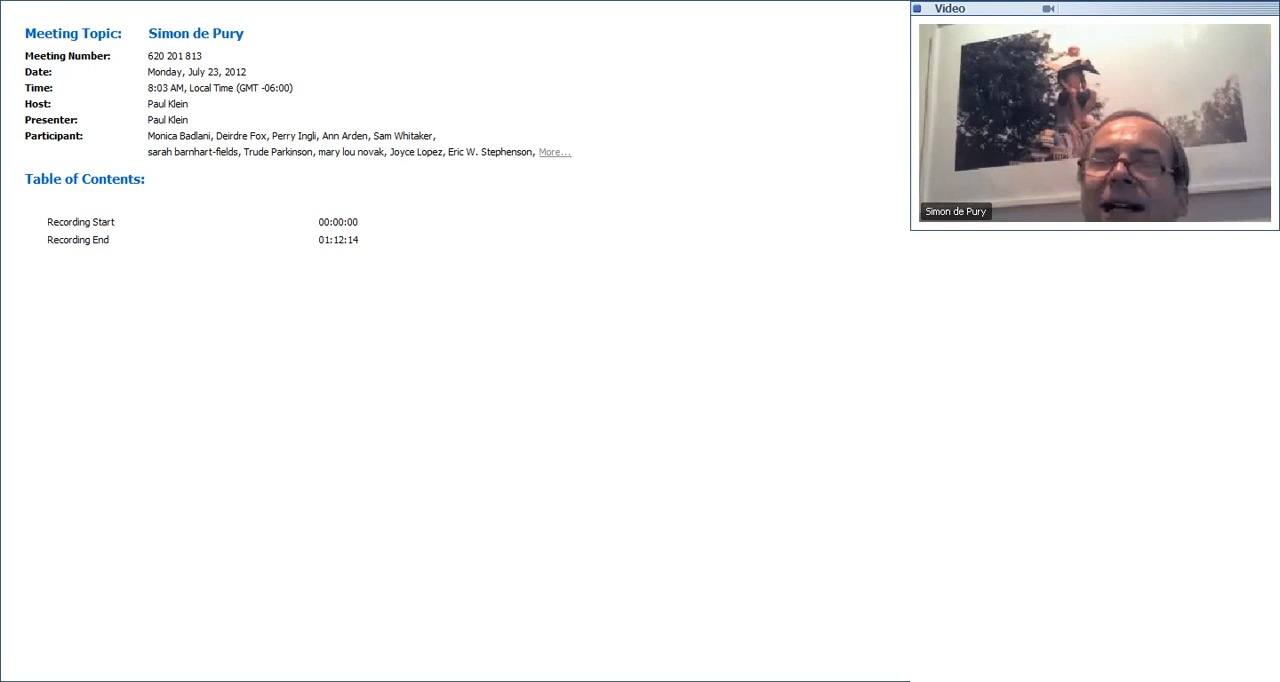 Meeting Topic: Simon de Pury
Meeting Number: 620 201 813
Date: Monday, July 23, 2012
Time: 8:03 AM, Local Time (GMT -06:00)
Host: Paul Klein
Presenter: Paul Klein
Participant: Monica Badlani, Deirdre Fox, Perry Ingli, Ann Arden, Sam Whitaker,
sarah barnhart-fields, Trude Parkinson, mary lou novak, Joyce Lopez, Eric W. Stephenson, More...
Table of Contents:
Recording Start 00:00:00
Recording End 01:12:14
Video
Simon de Pury